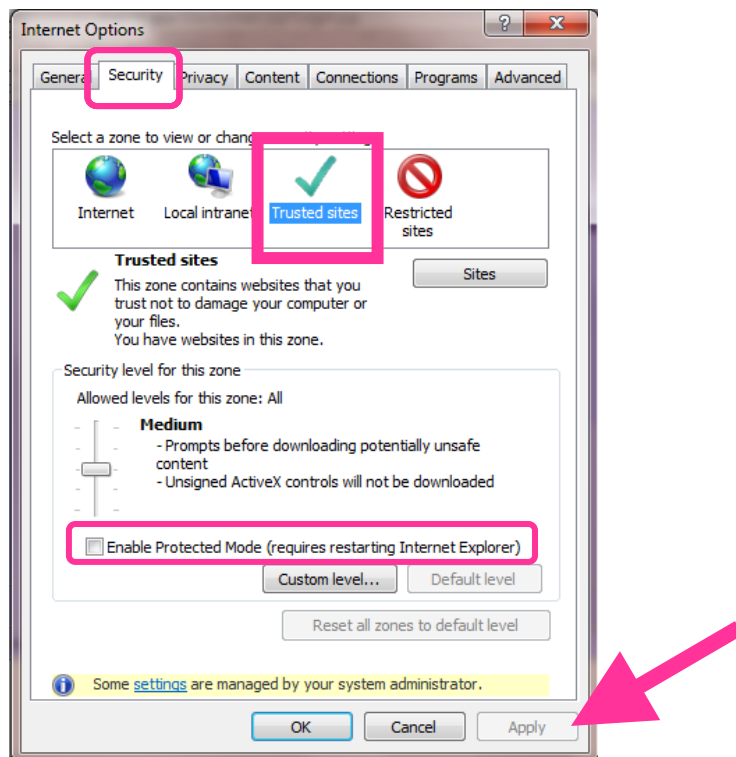 Internet Options
General Security Privacy Content Connections Programs Advanced
Select a zone to view or
Internet Local intranet Trusted sites Restricted
sites
Trusted sites
This zone contains websites that you
trust not to damage your computer or
your files.
You have websites in this zone.
Sites
Security level for this zone
Allowed levels for this zone: All
Medium
- Prompts before downloading potentially unsafe
content
- Unsigned ActiveX controls will not be downloaded
Enable Protected Mode (requires restarting Internet Explorer)
Custom level... Default level
Reset all zones to default level
Some settings are managed by your system administrator.
OK Cancel Apply